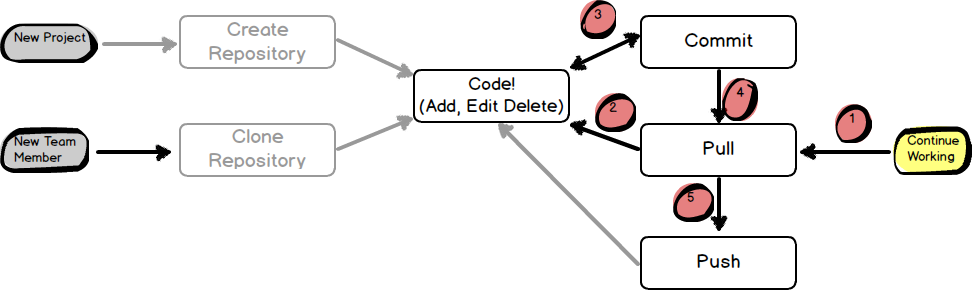 New Project
Create
Repository
3
Commit
Code!
(Add, Edit Delete)
4
2
1
New Team
Member
Clone
Repository
Pull
Continue
Working
5
Push